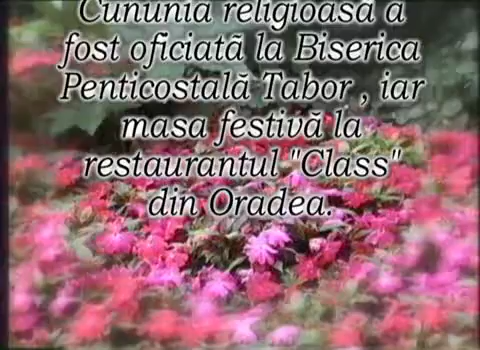 Cununia religioasă a
fost oficiată la Biserica
Penticostală Tabor , iar
masa festivă la
restaurantul "Class"
din Oradea.